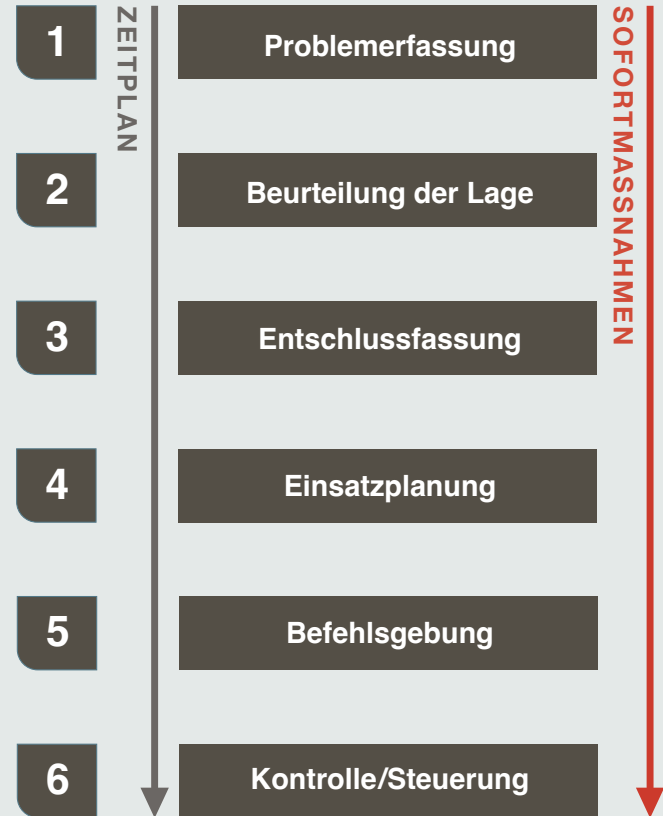 1
ZEITPLAN
Problemerfassung
SOFORTMASSNAHMEN
2
Beurteilung der Lage
3
Entschlussfassung
4
Einsatzplanung
5
Befehlsgebung
6
Kontrolle/Steuerung